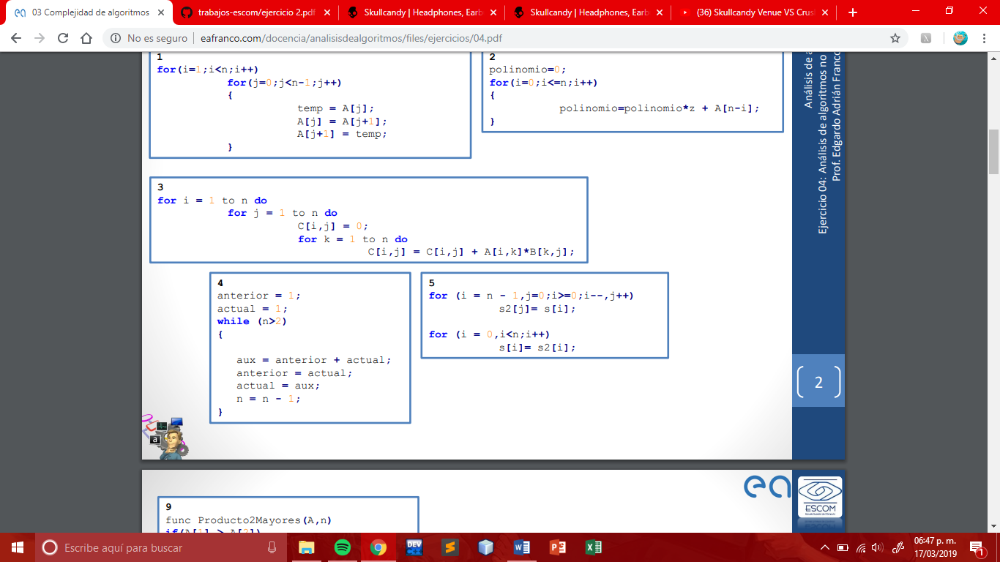 03 Complejidad de algoritmos
trabajos-escom/ejercicio 2.pdf
Skullcandy | Headphones, Earb
Skullcandy | Headphones, Earb
(36) Skullcandy Venue VS Crus
No es seguro | eafranco.com/docencia/analisisdealgoritmos/files/ejercicios/04.pdf
1
for(i=1;i<n;i++)
for(j=0;j<n-1;j++)
{
temp = A[j];
A[j] = A[j+1];
A[j+1] = temp;
}
2
polinomio=0;
for(i=0;i<=n;i++)
{
polinomio=polinomio*z + A[n-i];
}
3
for i = 1 to n do
for j = 1 to n do
C[i,j] = 0;
for k = 1 to n do
C[i,j] = C[i,j] + A[i,k]*B[k,j];
4
anterior = 1;
actual = 1;
while (n>2)
{
aux = anterior + actual;
anterior = actual;
actual = aux;
n = n - 1;
}
5
for (i = n - 1,j=0;i>=0;i--,j++)
s2[j]= s[i];
for (i = 0,i<n;i++)
s[i]= s2[i];
Análisis de a
Ejercicio 04: Análisis de algoritmos no
Prof. Edgardo Adrián Franco
2
a
ea
ESCOM
9
func Producto2Mayores(A,n)
if(A[1] > A[2])
Escribe aquí para buscar
DEV
06:47 p. m.
17/03/2019
1